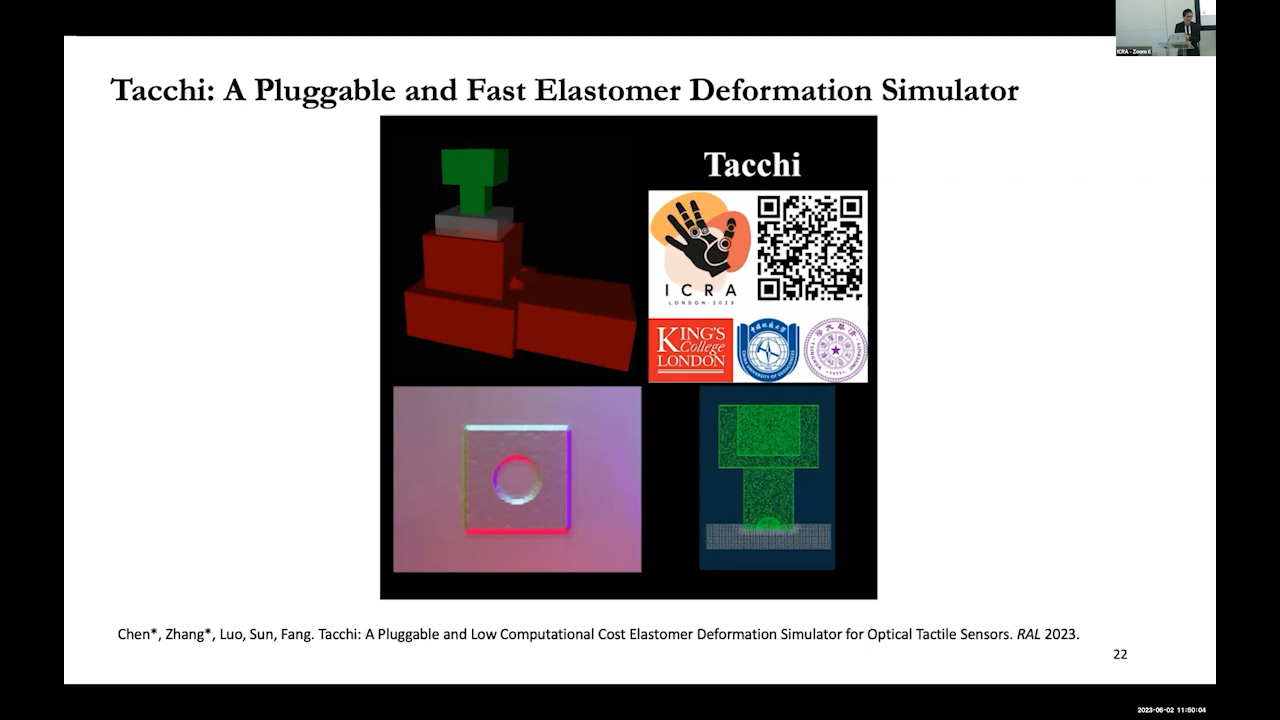 ICRA - Zoom 6
Tacchi: A Pluggable and Fast Elastomer Deformation Simulator
Tacchi
ICRA
LONDON·2023
KING'S
College
LONDON
Chen*, Zhang*, Luo, Sun, Fang. Tacchi: A Pluggable and Low Computational Cost Elastomer Deformation Simulator for Optical Tactile Sensors. RAL 2023.
22
2023-06-02 11:50:04